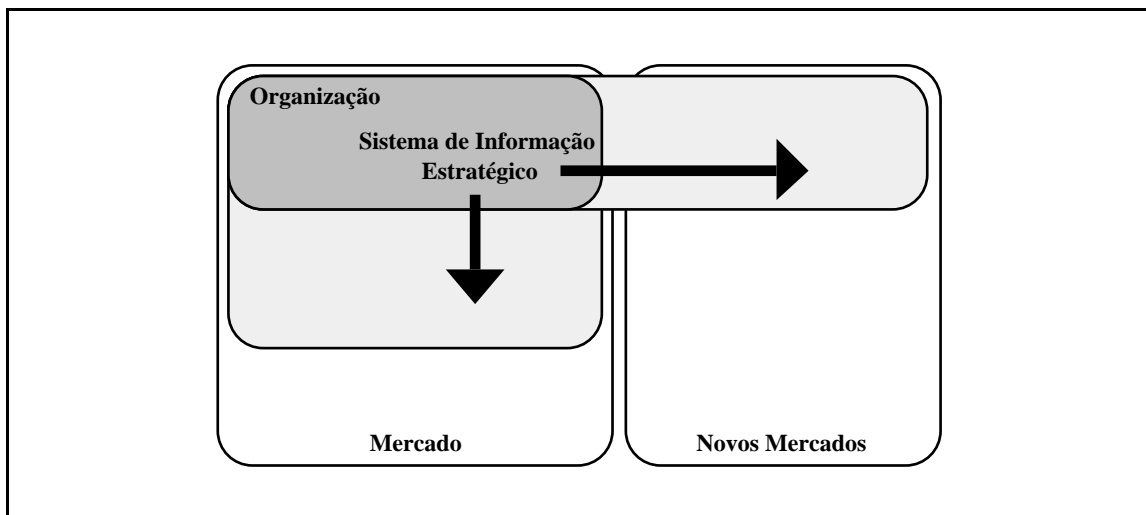 Organização
Sistema de Informação
Estratégico
Mercado
Novos Mercados